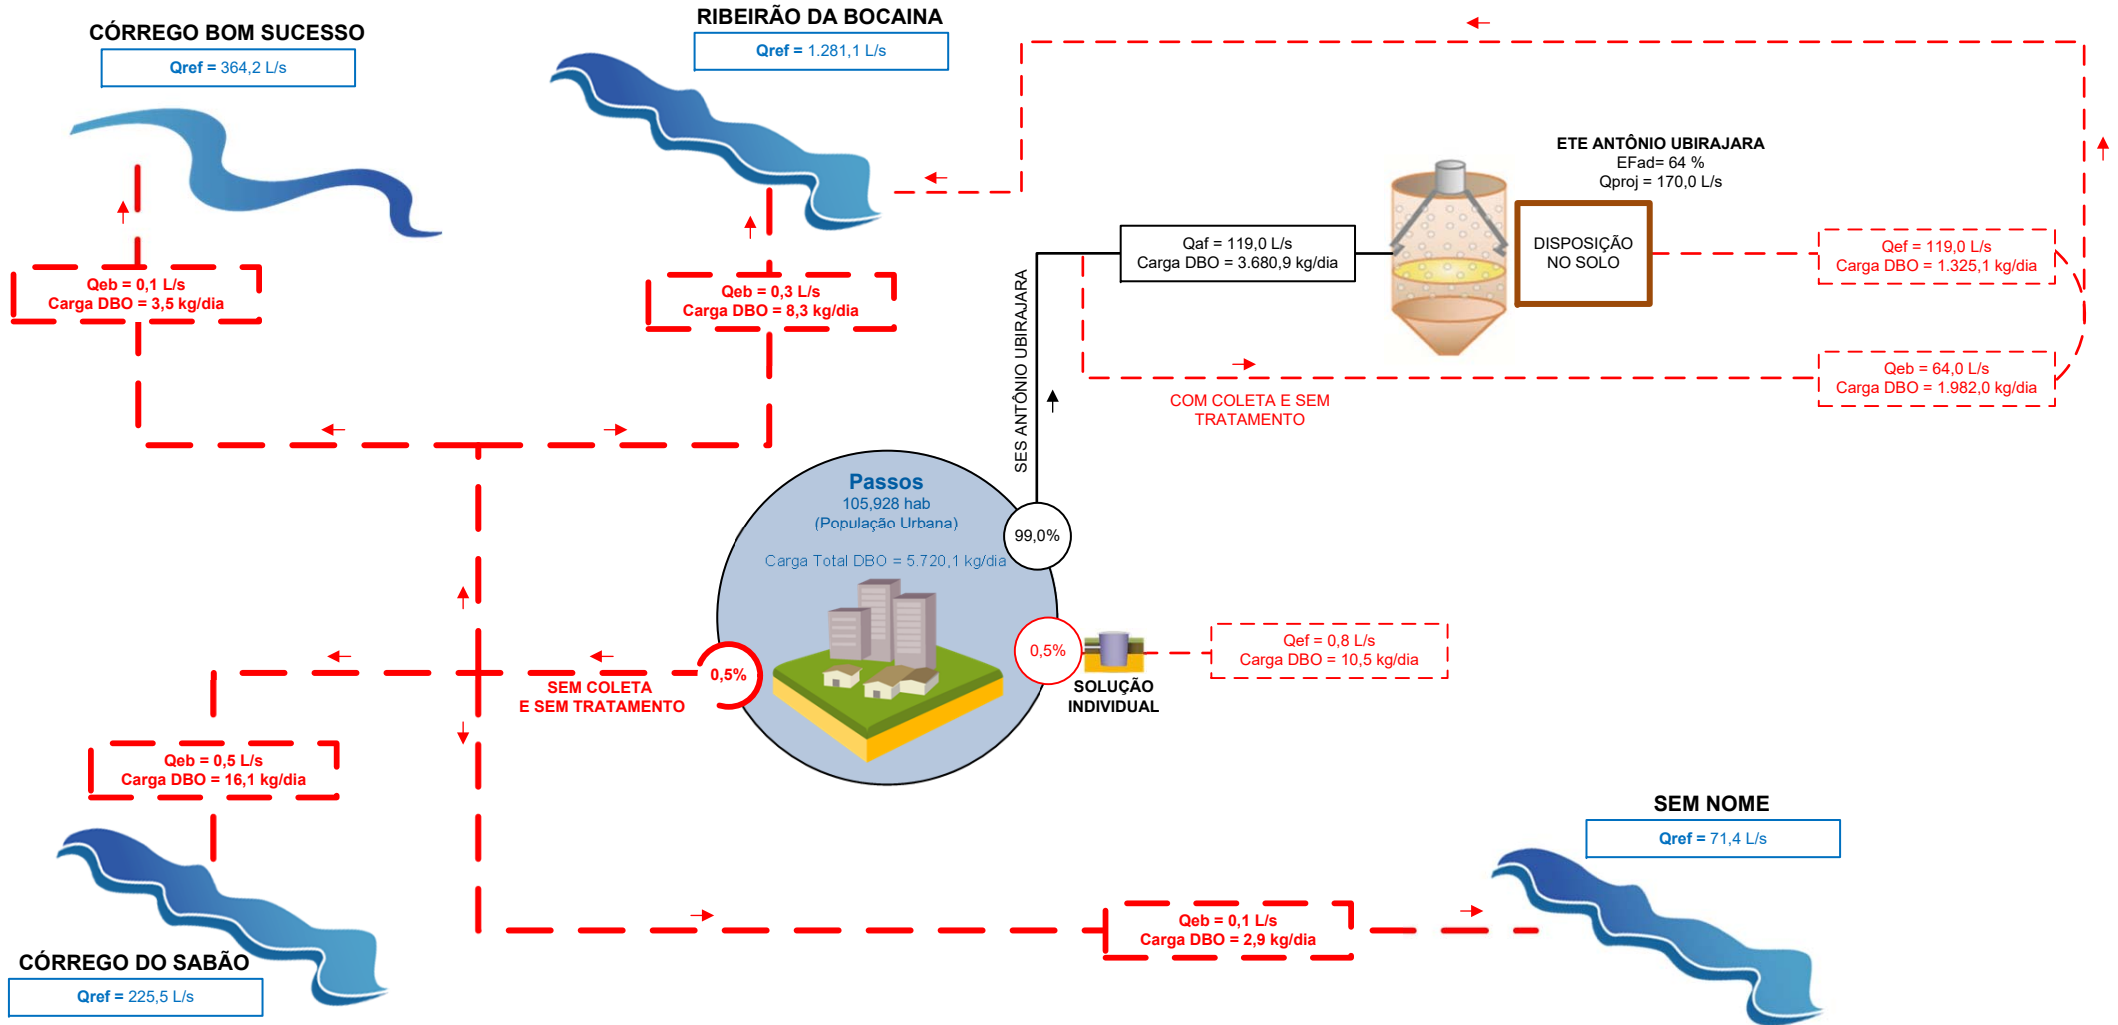 CÓRREGO BOM SUCESSO
Qref = 364,2 L/s
RIBEIRÃO DA BOCAINA
Qref = 1.281,1 L/s
ETE ANTÔNIO UBIRAJARA
EFad= 64 %
Qproj = 170,0 L/s
Qaf = 119,0 L/s
Carga DBO = 3.680,9 kg/dia
DISPOSIÇÃO
NO SOLO
Qef = 119,0 L/s
Carga DBO = 1.325,1 kg/dia
Qeb = 0,1 L/s
Carga DBO = 3,5 kg/dia
Qeb = 0,3 L/s
Carga DBO = 8,3 kg/dia
SES ANTÔNIO UBIRAJARA
Qeb = 64,0 L/s
Carga DBO = 1.982,0 kg/dia
COM COLETA E SEM
TRATAMENTO
Passos
105,928 hab
(População Urbana)
Carga Total DBO = 5.720,1 kg/dia
99,0%
0,5%
SOLUÇÃO
INDIVIDUAL
Qef = 0,8 L/s
Carga DBO = 10,5 kg/dia
0,5%
SEM COLETA
E SEM TRATAMENTO
Qeb = 0,5 L/s
Carga DBO = 16,1 kg/dia
SEM NOME
Qref = 71,4 L/s
Qeb = 0,1 L/s
Carga DBO = 2,9 kg/dia
CÓRREGO DO SABÃO
Qref = 225,5 L/s